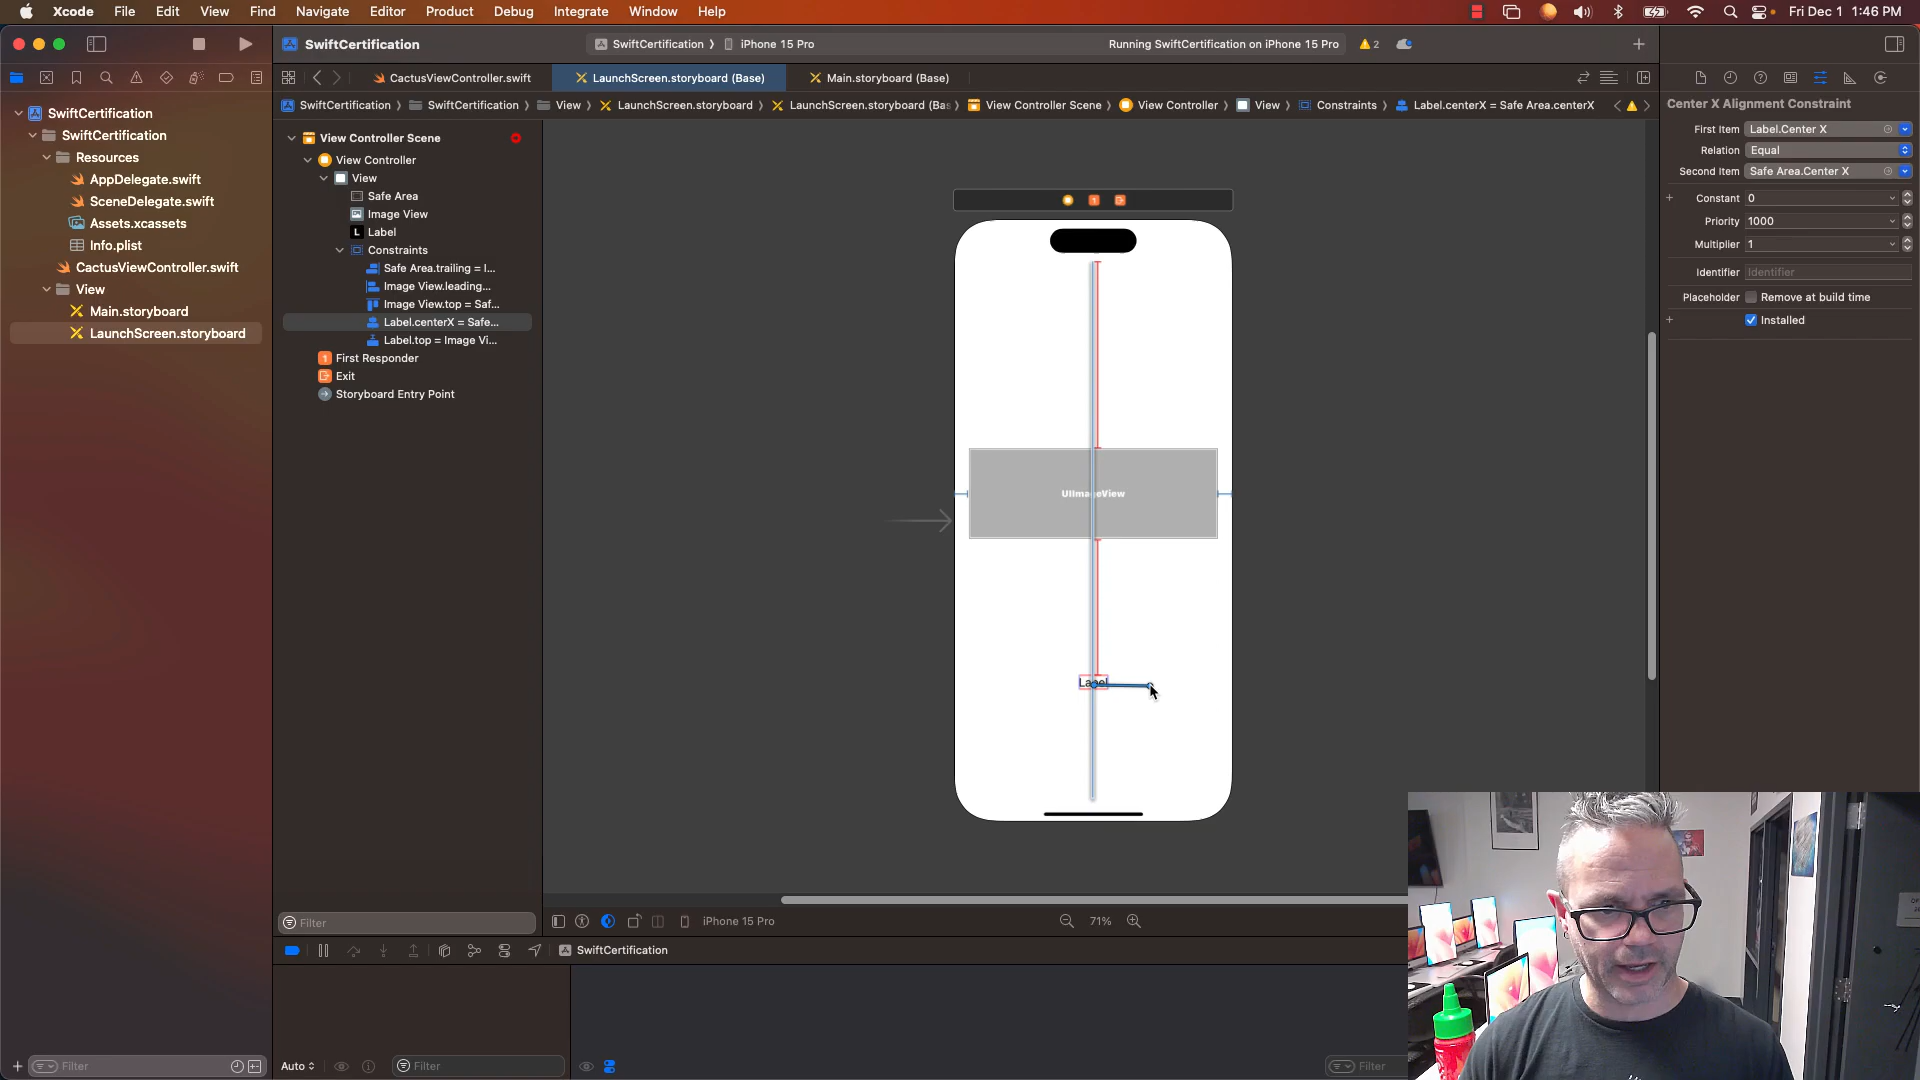 Xcode File Edit View Find Navigate Editor Product Debug Integrate Window Help
Fri Dec 1 1:46 PM
SwiftCertification
SwiftCertification
iPhone 15 Pro
Running SwiftCertification on iPhone 15 Pro
2
CactusViewController.swift
LaunchScreen.storyboard (Base)
Main.storyboard (Base)
SwiftCertification
SwiftCertification
View
LaunchScreen.storyboard
LaunchScreen.storyboard (Bas
View Controller Scene
View Controller
View
Constraints
Label.centerX = Safe Area.centerX
SwiftCertification
SwiftCertification
Resources
AppDelegate.swift
SceneDelegate.swift
Assets.xcassets
Info.plist
CactusViewController.swift
View
Main.storyboard
LaunchScreen.storyboard
View Controller Scene
View Controller
View
Safe Area
Image View
L Label
Constraints
Safe Area.trailing = I...
Image View.leading...
Image View.top = Saf...
Label.centerX = Safe...
Label.top = Image Vi...
1 First Responder
Exit
Storyboard Entry Point
UIImageView
Label
Center X Alignment Constraint
First Item Label.Center X
Relation Equal
Second Item Safe Area.Center X
Constant 0
Priority 1000
Multiplier 1
Identifier Identifier
Placeholder Remove at build time
Installed
Filter
iPhone 15 Pro
71%
SwiftCertification
Filter
Auto
Filter
Filter